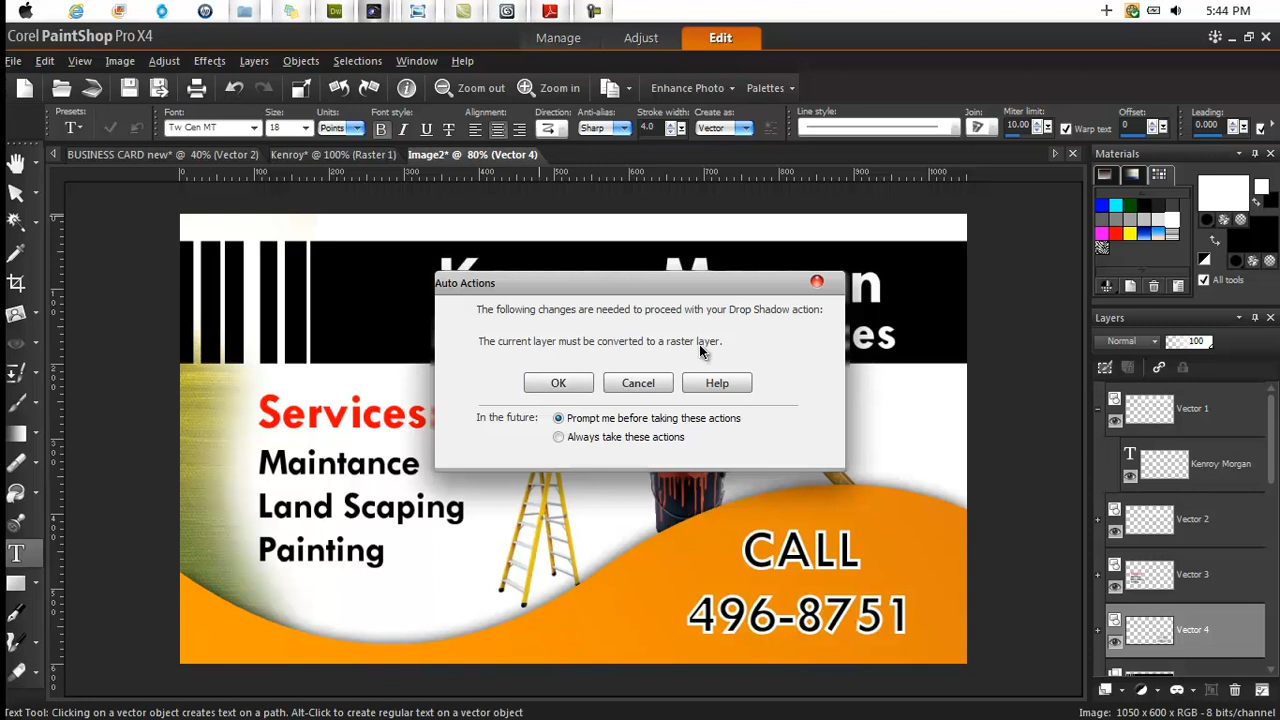 5:44 PM
Corel PaintShop Pro X4
Manage Adjust Edit
File Edit View Image Adjust Effects Layers Objects Selections Window Help
Zoom out Zoom in Enhance Photo Palettes
Presets: Font: Size: Units: Font style: Alignment: Direction: Anti-alias: Stroke width: Create as: Line style: Join: Miter limit: Offset: Leading:
Tw Cen MT 18 Points Sharp 4.0 Vector 10.00 Warp text 0 0.000
BUSINESS CARD new* @ 40% (Vector 2) Kenroy* @ 100% (Raster 1) Image2* @ 80% (Vector 4)
Materials
All tools
Auto Actions
The following changes are needed to proceed with your Drop Shadow action:
The current layer must be converted to a raster layer.
OK Cancel Help
In the future: Prompt me before taking these actions
Always take these actions
Services:
Maintance
Land Scaping
Painting
CALL
496-8751
Layers
Normal 100
Vector 1
Kenroy Morgan
Vector 2
Vector 3
Vector 4
Text Tool: Clicking on a vector object creates text on a path. Alt-Click to create regular text on a vector object
Image: 1050 x 600 x RGB - 8 bits/channel